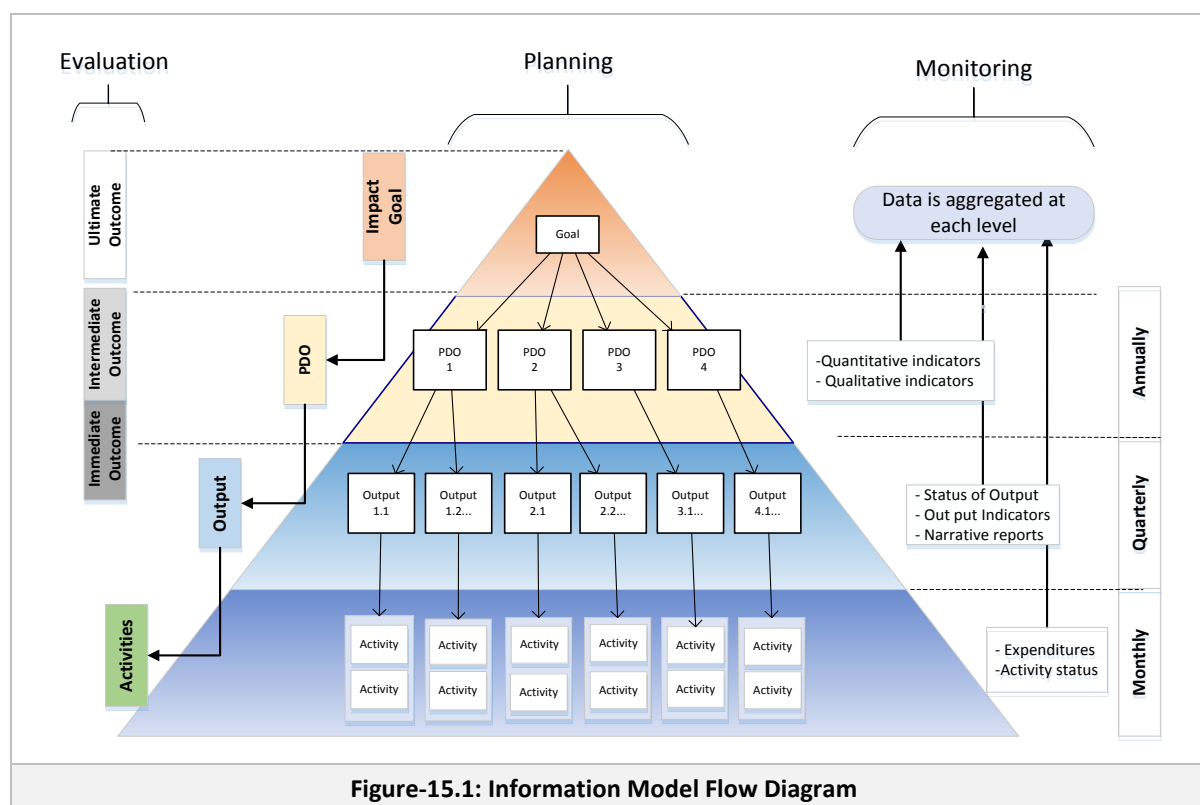 Evaluation
Planning
Monitoring
Ultimate
Outcome
Intermediate
Outcome
Immediate
Outcome
Impact
Goal
PDO
Output
Activities
Goal
PDO
1
PDO
2
PDO
3
PDO
4
Output
1.1
Output
1.2...
Output
2.1
Output
2.2...
Output
3.1...
Output
4.1...
Activity
Activity
Activity
Activity
Activity
Activity
Activity
Activity
Activity
Activity
Activity
Activity
Data is aggregated at
each level
-Quantitative indicators
- Qualitative indicators
- Status of Output
- Out put Indicators
- Narrative reports
- Expenditures
-Activity status
Annually
Quarterly
Monthly
Figure-15.1: Information Model Flow Diagram